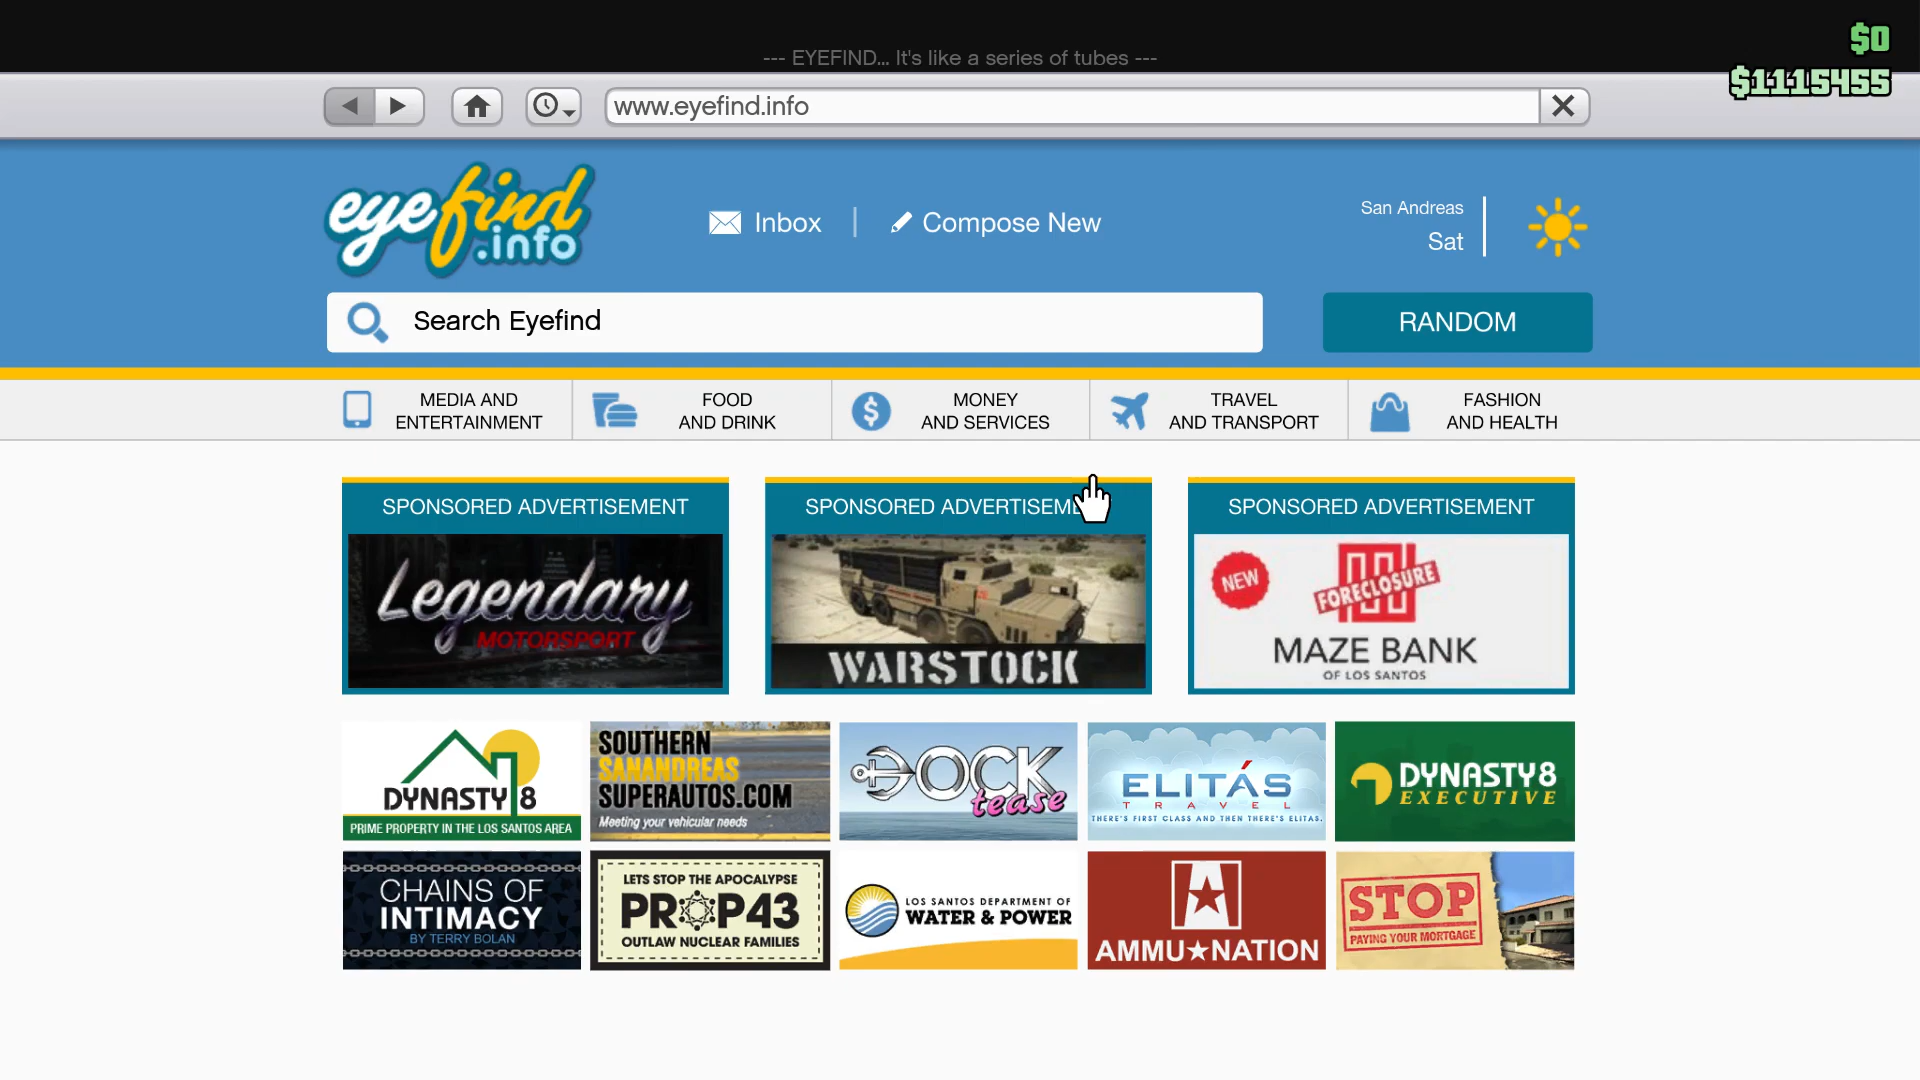 $0
--- EYEFIND... It's like a series of tubes ---
$1115455
www.eyefind.info
eyefind
.info
Inbox
Compose New
San Andreas
Sat
Search Eyefind
RANDOM
MEDIA AND
ENTERTAINMENT
FOOD
AND DRINK
MONEY
AND SERVICES
TRAVEL
AND TRANSPORT
FASHION
AND HEALTH
SPONSORED ADVERTISEMENT
Legendary
MOTORSPORT
SPONSORED ADVERTISEME
WARSTOCK
SPONSORED ADVERTISEMENT
NEW
FORECLOSURE
MAZE BANK
OF LOS SANTOS
DYNASTY 8
PRIME PROPERTY IN THE LOS SANTOS AREA
SOUTHERN
SANANDREAS
SUPERAUTOS.COM
Meeting your vehicular needs
DOCK
tease
ELITÁS
TRAVEL
THERE'S FIRST CLASS AND THEN THERE'S ELITAS.
DYNASTY8
EXECUTIVE
CHAINS OF
INTIMACY
BY TERRY BOLAN
LETS STOP THE APOCALYPSE
PROP43
OUTLAW NUCLEAR FAMILIES
LOS SANTOS DEPARTMENT OF
WATER & POWER
AMMU★NATION
STOP
PAYING YOUR MORTGAGE